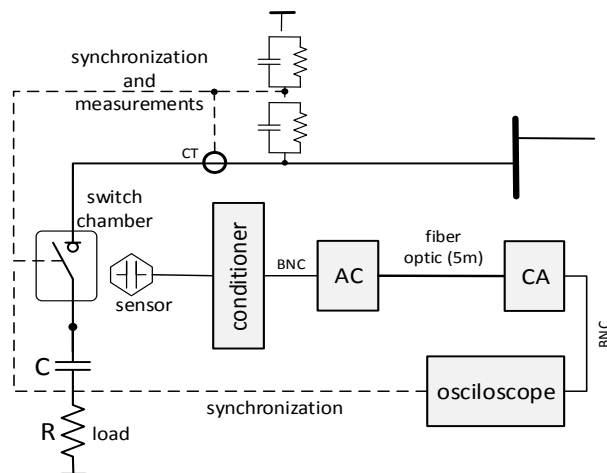 synchronization
and
measurements
CT
switch
chamber
sensor
conditioner
BNC
AC
fiber
optic (5m)
CA
BNC
C
osciloscope
synchronization
R
load